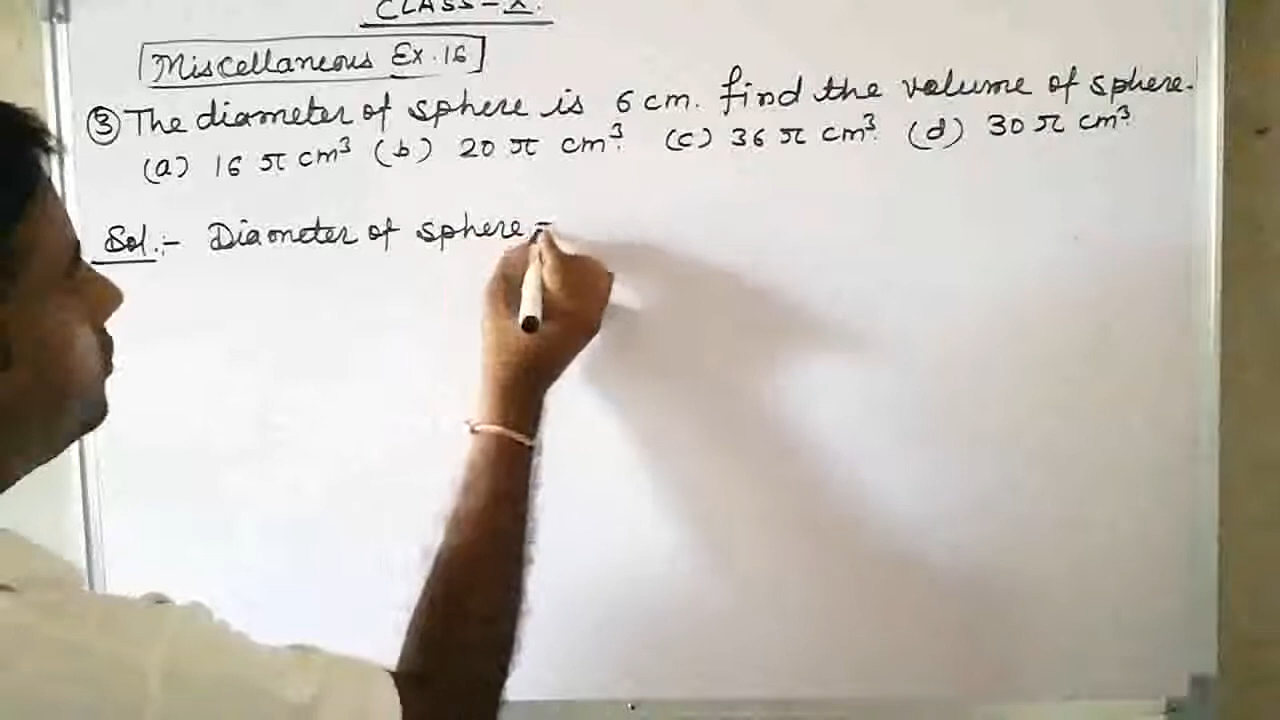 CLASS-X.
Miscellaneous Ex.16
③ The diameter of sphere is 6 cm. find the volume of sphere.
(a) 16 π cm³ (b) 20 π cm³. (c) 36 π cm³. (d) 30 π cm³.
Sol.:- Diameter of sphere =